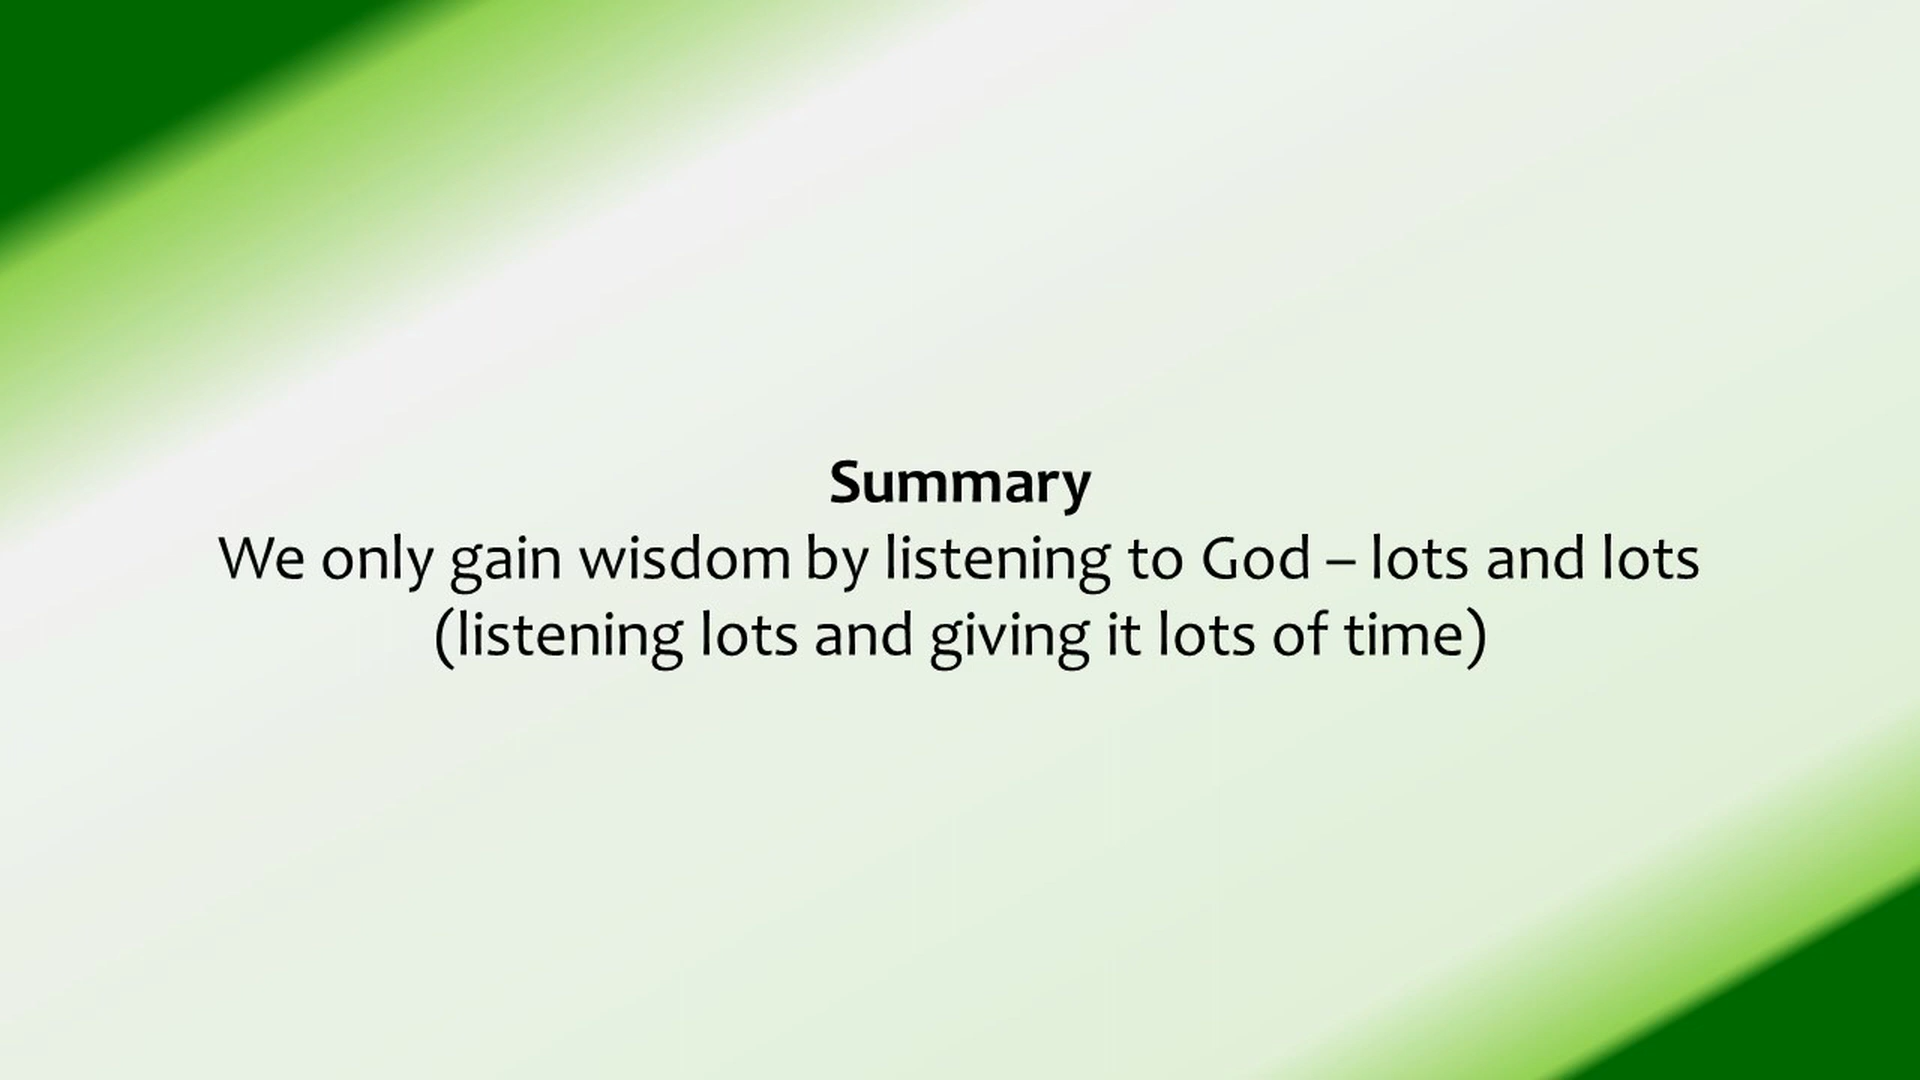 Summary
We only gain wisdom by listening to God – lots and lots
(listening lots and giving it lots of time)